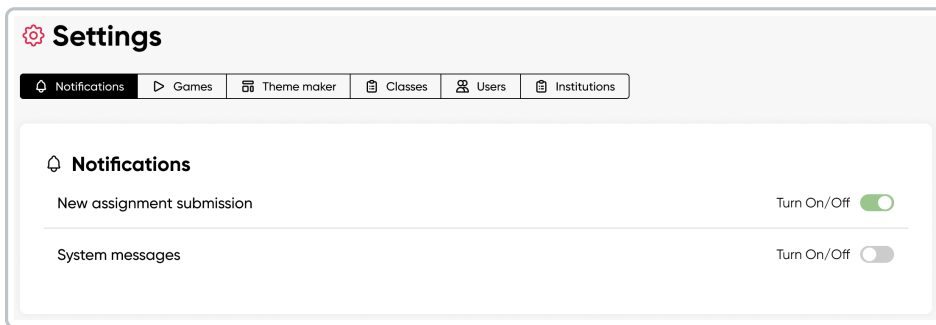 Settings
Notifications Games Theme maker Classes Users Institutions
Notifications
New assignment submission Turn On/Off
System messages Turn On/Off